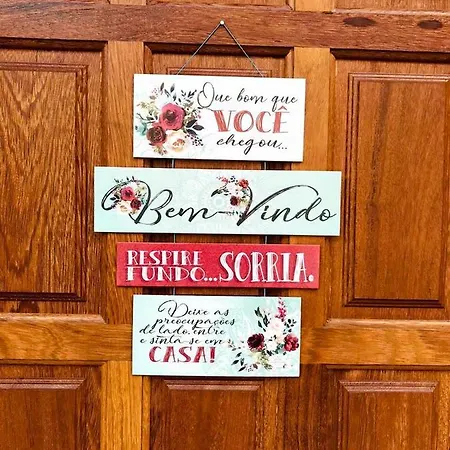 Que bom que
VOCÊ
chegou...
Bem-Vindo
RESPIRE
FUNDO...SORRIA.
Deixe as
preocupações
de lado, entre
e sinta-se em
CASA!